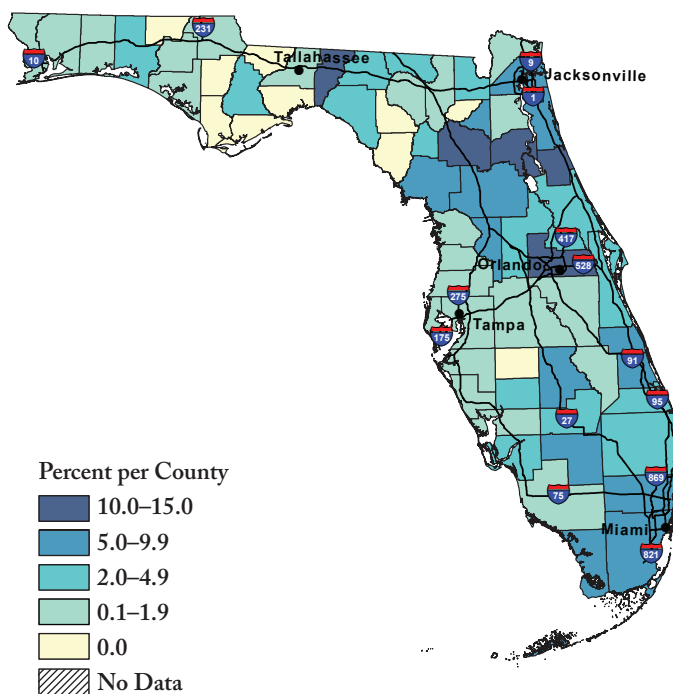 231
10
Tallahassee
9
Jacksonville
1
417
Orlando
528
275
Tampa
175
91
95
27
Percent per County
10.0–15.0
869
5.0–9.9
75
Miami
2.0–4.9
821
0.1–1.9
0.0
No Data